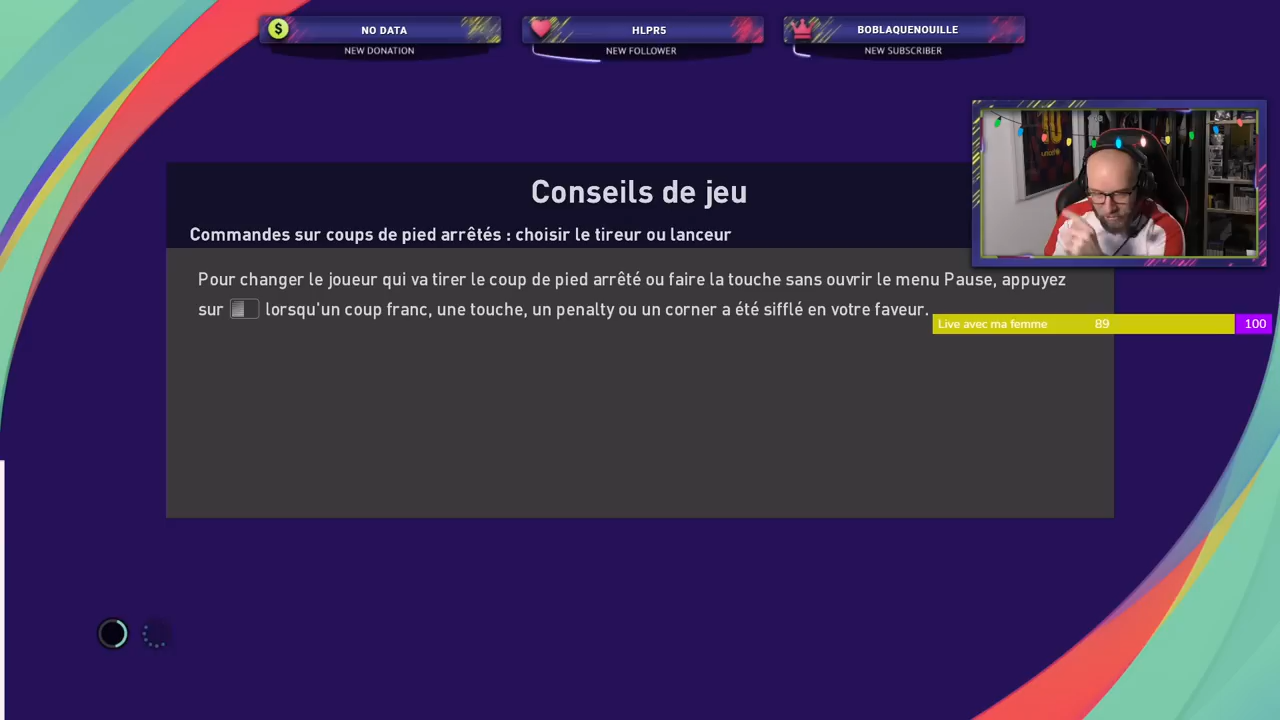 NO DATA
NEW DONATION
HLPR5
NEW FOLLOWER
BOBLAQUENOUILLE
NEW SUBSCRIBER
Conseils de jeu
Commandes sur coups de pied arrêtés : choisir le tireur ou lanceur
Pour changer le joueur qui va tirer le coup de pied arrêté ou faire la touche sans ouvrir le menu Pause, appuyez
sur lorsqu'un coup franc, une touche, un penalty ou un corner a été sifflé en votre faveur.
Live avec ma femme 89 100